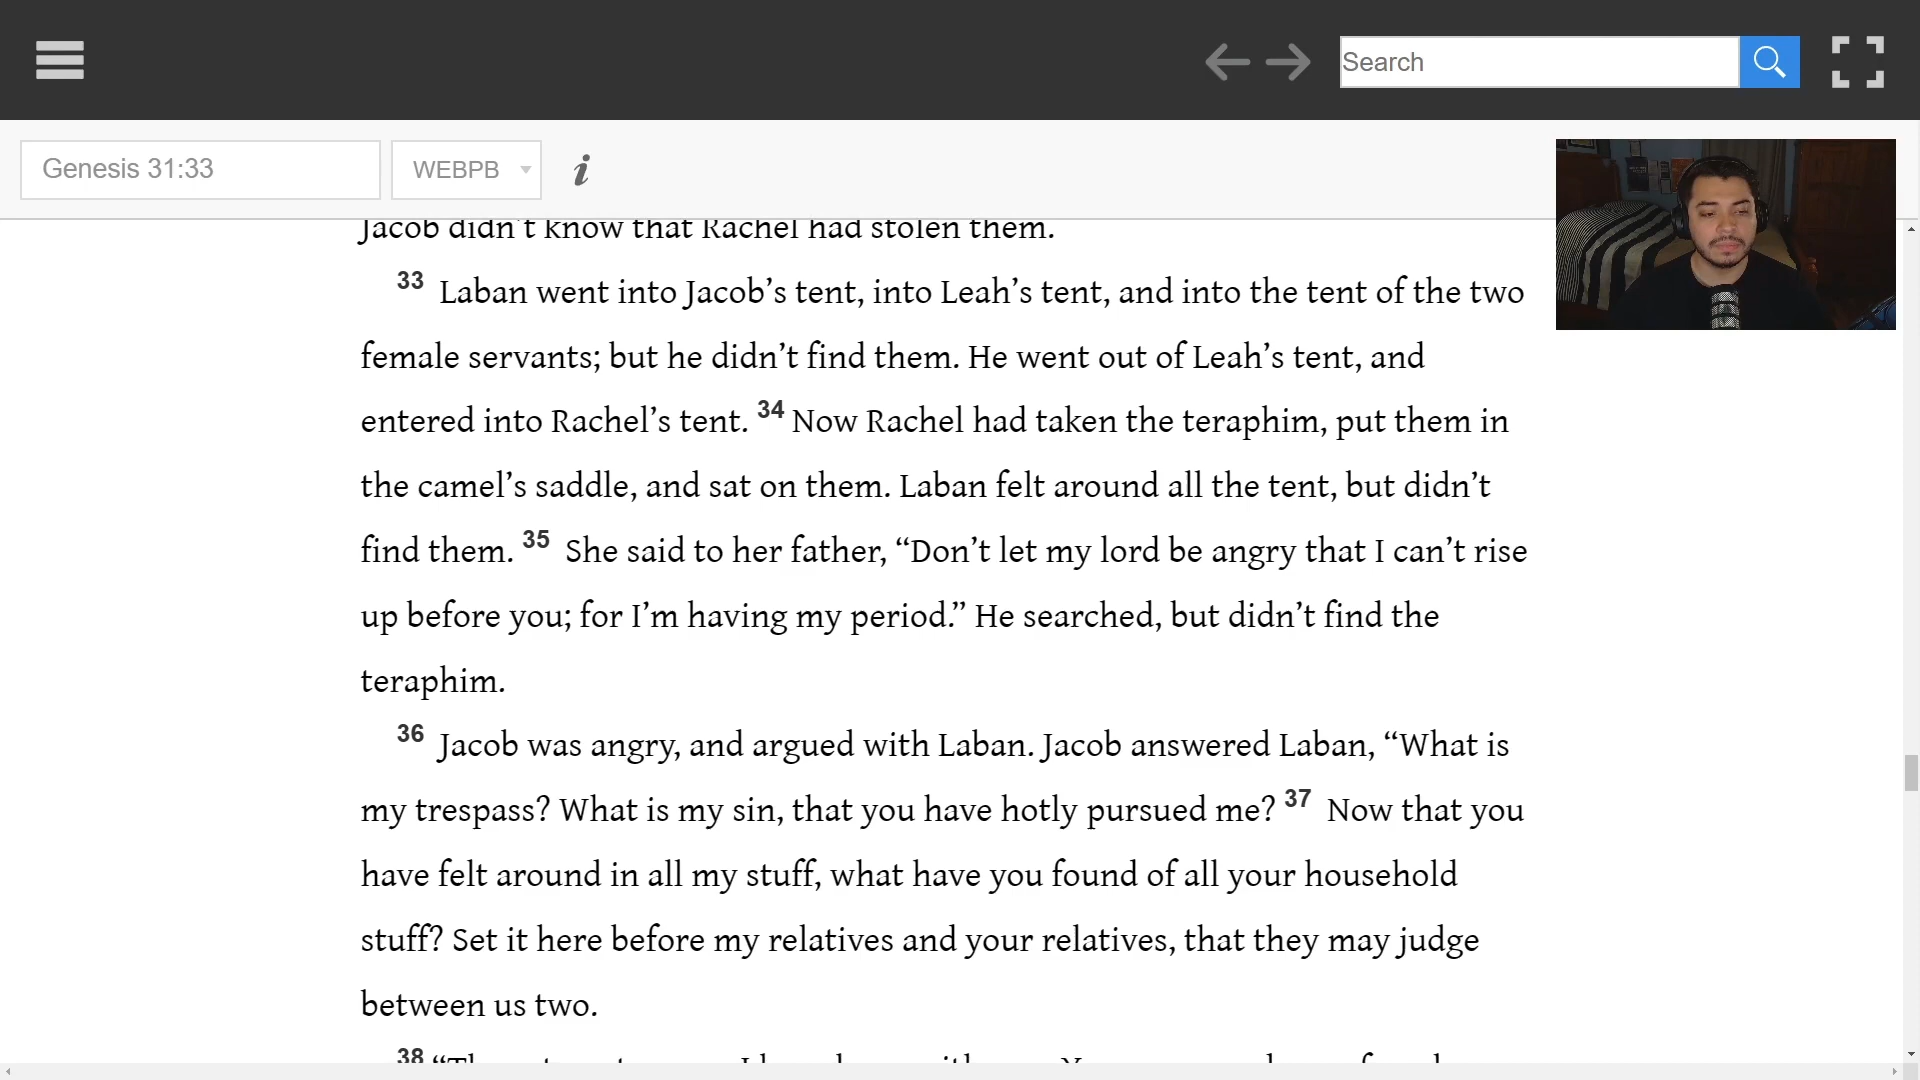 Search
Genesis 31:33
WEBPB
i
Jacob didn’t know that Rachel had stolen them.
33 Laban went into Jacob’s tent, into Leah’s tent, and into the tent of the two
female servants; but he didn’t find them. He went out of Leah’s tent, and
entered into Rachel’s tent. 34 Now Rachel had taken the teraphim, put them in
the camel’s saddle, and sat on them. Laban felt around all the tent, but didn’t
find them. 35 She said to her father, “Don’t let my lord be angry that I can’t rise
up before you; for I’m having my period.” He searched, but didn’t find the
teraphim.
36 Jacob was angry, and argued with Laban. Jacob answered Laban, “What is
my trespass? What is my sin, that you have hotly pursued me? 37 Now that you
have felt around in all my stuff, what have you found of all your household
stuff? Set it here before my relatives and your relatives, that they may judge
between us two.
38